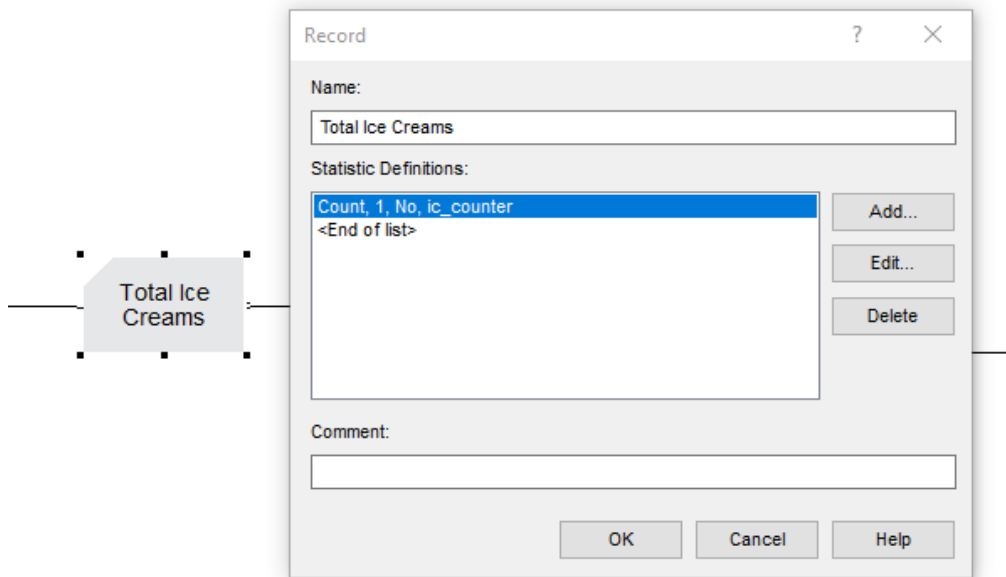 Record
?
Name:
Total Ice Creams
Statistic Definitions:
Count, 1, No, ic_counter
<End of list>
Add...
Edit...
Delete
Total Ice
Creams
Comment:
OK
Cancel
Help